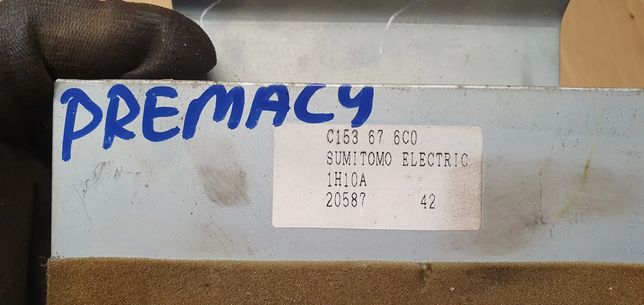 PREMACY
C153 67 6C0
SUMITOMO ELECTRIC
1H10A
20587 42